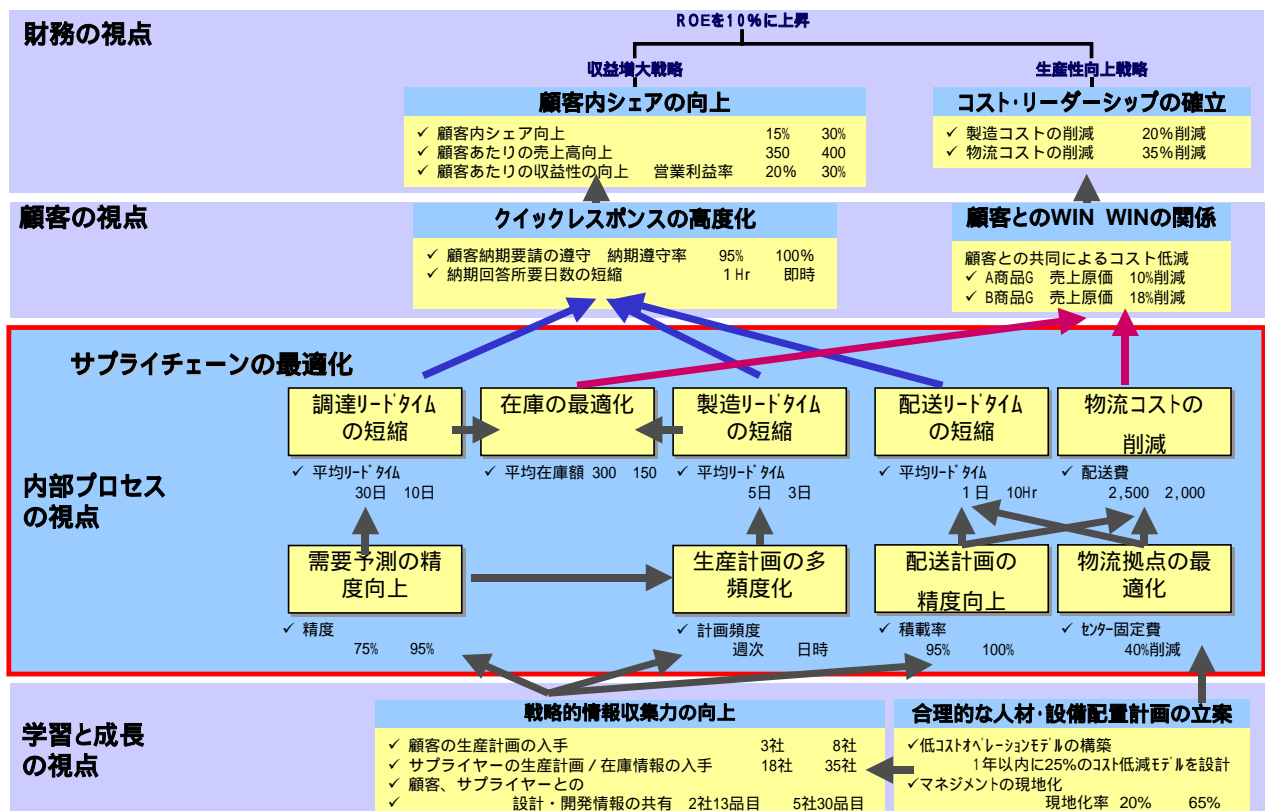 ROEを10%に上昇
財務の視点
収益増大戦略
生産性向上戦略
顧客内シェアの向上
✓ 顧客内シェア向上 15% 30%
✓ 顧客あたりの売上高向上 350 400
✓ 顧客あたりの収益性の向上 営業利益率 20% 30%
コスト・リーダーシップの確立
✓ 製造コストの削減 20%削減
✓ 物流コストの削減 35%削減
顧客の視点
クイックレスポンスの高度化
✓ 顧客納期要請の遵守 納期遵守率 95% 100%
✓ 納期回答所要日数の短縮 1Hr 即時
顧客とのWIN WINの関係
顧客との共同によるコスト低減
✓ A商品G 売上原価 10%削減
✓ B商品G 売上原価 18%削減
サプライチェーンの最適化
内部プロセス
の視点
調達リードタイム
の短縮
✓ 平均リードタイム
30日 10日
在庫の最適化
✓ 平均在庫額 300 150
製造リードタイム
の短縮
✓ 平均リードタイム
5日 3日
配送リードタイム
の短縮
✓ 平均リードタイム
1日 10Hr
物流コストの
削減
✓ 配送費
2,500 2,000
需要予測の精
度向上
✓ 精度
75% 95%
生産計画の多
頻度化
✓ 計画頻度
週次 日時
配送計画の
精度向上
✓ 積載率
95% 100%
物流拠点の最
適化
✓ センター固定費
40%削減
学習と成長
の視点
戦略的情報収集力の向上
✓ 顧客の生産計画の入手 3社 8社
✓ サプライヤーの生産計画/在庫情報の入手 18社 35社
✓ 顧客、サプライヤーとの
✓ 設計・開発情報の共有 2社13品目 5社30品目
合理的な人材・設備配置計画の立案
✓低コストオペレーションモデルの構築
1年以内に25%のコスト低減モデルを設計
✓マネジメントの現地化
現地化率 20% 65%